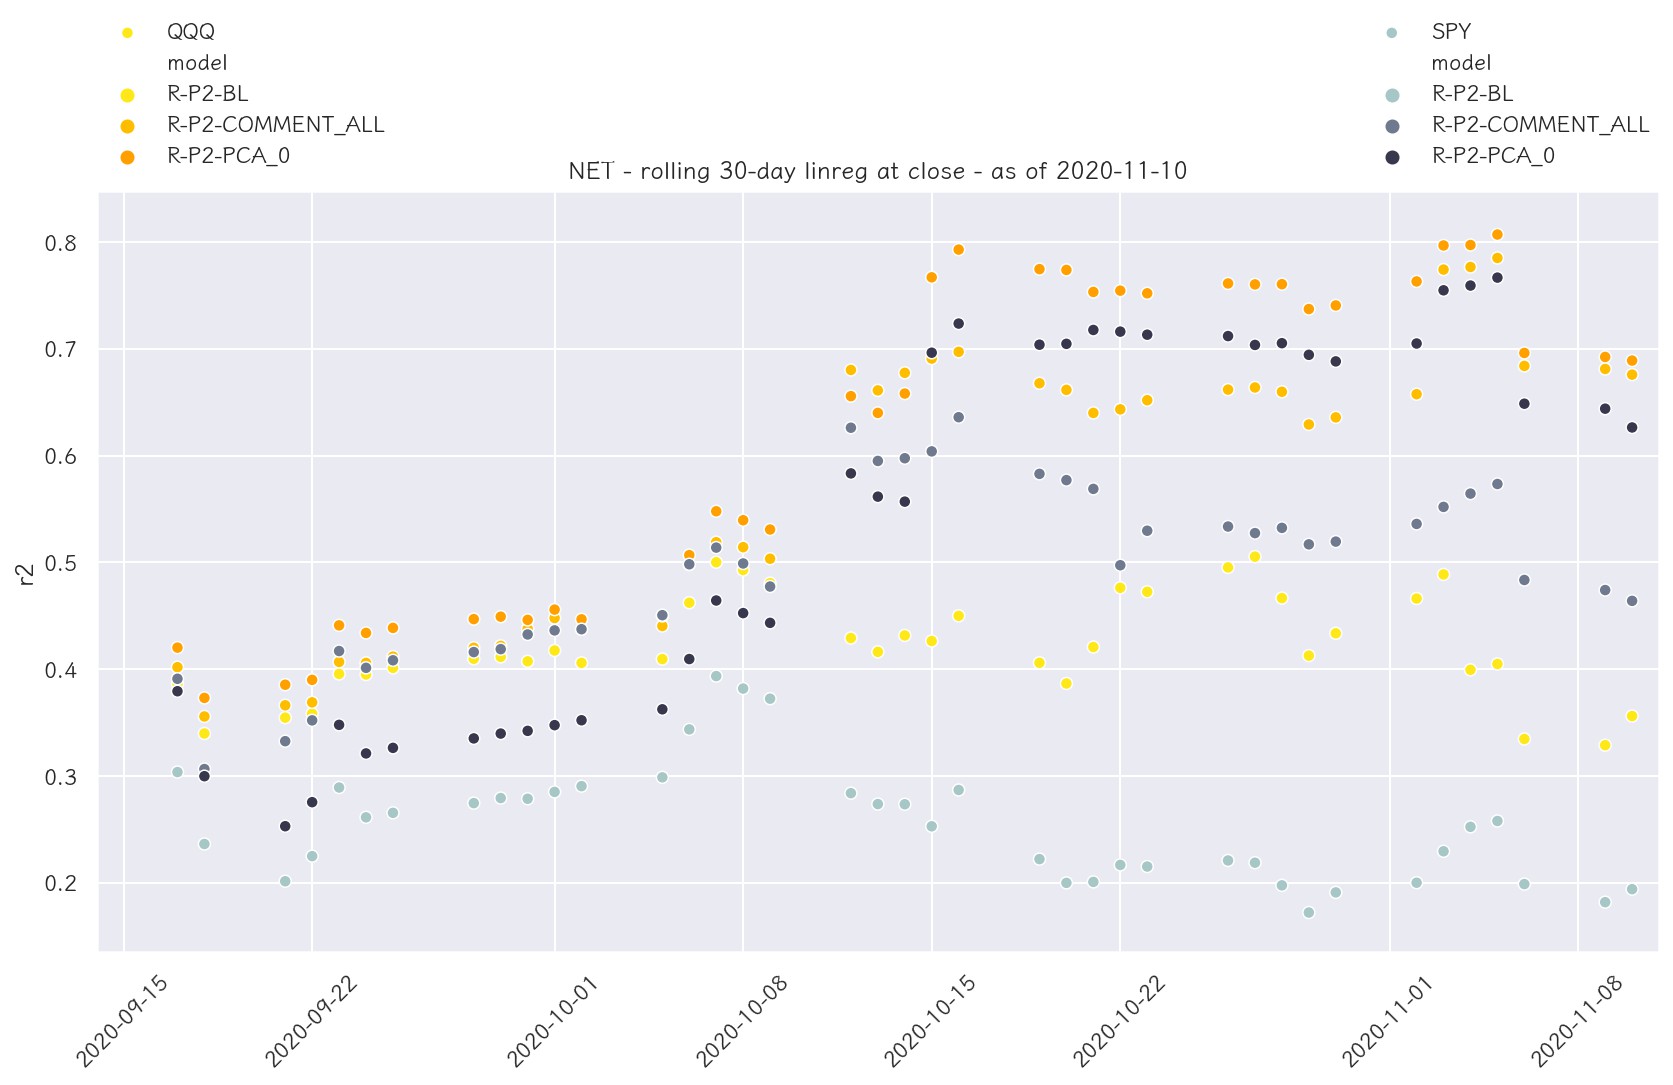 QQQ
model
R-P2-BL
R-P2-COMMENT_ALL
R-P2-PCA_0
SPY
model
R-P2-BL
R-P2-COMMENT_ALL
R-P2-PCA_0
NET - rolling 30-day linreg at close - as of 2020-11-10
r2
0.8
0.7
0.6
0.5
0.4
0.3
0.2
2020-09-15
2020-09-22
2020-10-01
2020-10-08
2020-10-15
2020-10-22
2020-11-01
2020-11-08